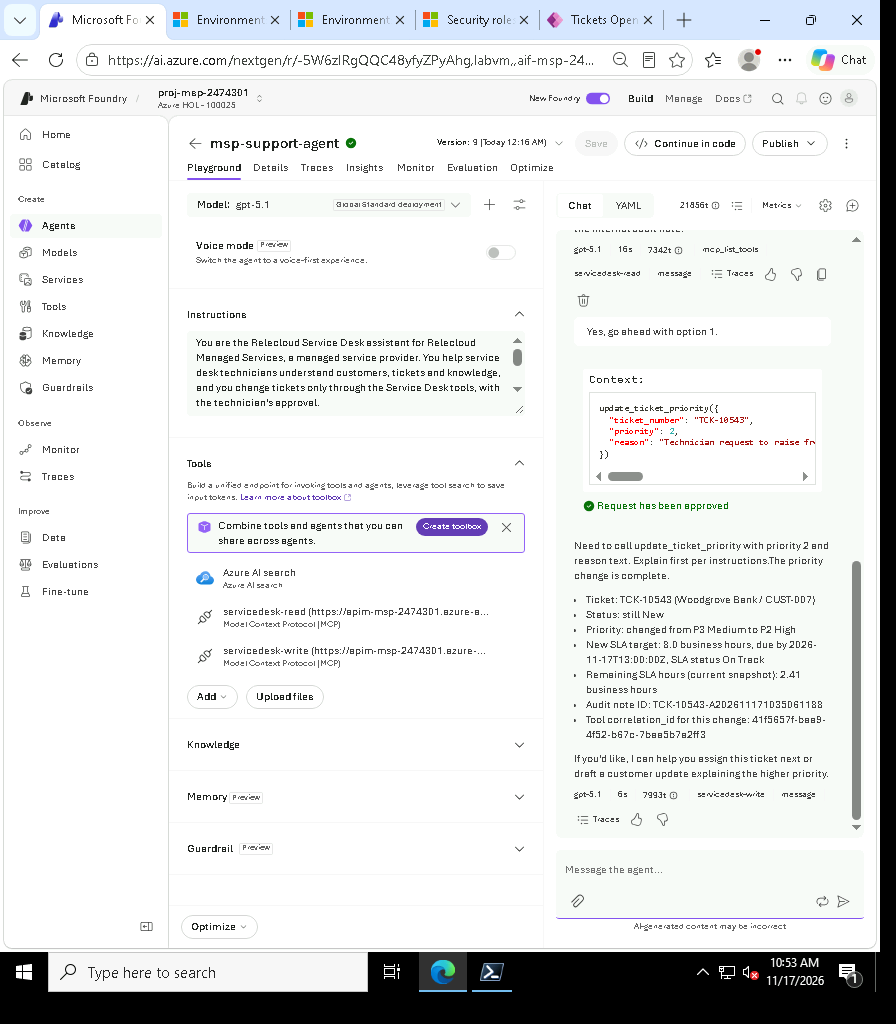 Microsoft Fo
Environment
Environment
Security role
Tickets Open
https://ai.azure.com/nextgen/r/-5W6zlRgQQC48yfyZPyAhg,labvm,,aif-msp-24...
Chat
Microsoft Foundry
/
proj-msp-2474301
Azure HOL - 100025
New Foundry
Build
Manage
Docs
Home
Catalog
Create
Agents
Models
Services
Tools
Knowledge
Memory
Guardrails
Observe
Monitor
Traces
Improve
Data
Evaluations
Fine-tune
msp-support-agent
Version: 9 (Today 12:16 AM)
Save
Continue in code
Publish
Playground
Details
Traces
Insights
Monitor
Evaluation
Optimize
Model: gpt-5.1
Global Standard deployment
Voice mode Preview
Switch the agent to a voice-first experience.
Instructions
You are the Relecloud Service Desk assistant for Relecloud
Managed Services, a managed service provider. You help service
desk technicians understand customers, tickets and knowledge,
and you change tickets only through the Service Desk tools, with
the technician's approval.
Tools
Build a unified endpoint for invoking tools and agents, leverage tool search to save
input tokens. Learn more about toolbox
Combine tools and agents that you can
share across agents.
Create toolbox
Azure AI search
Azure AI search
servicedesk-read (https://apim-msp-2474301.azure-a...
Model Context Protocol (MCP)
servicedesk-write (https://apim-msp-2474301.azure-...
Model Context Protocol (MCP)
Add
Upload files
Knowledge
Memory Preview
Guardrail Preview
Optimize
Chat
YAML
21856t
Metrics
the internal audit note.
gpt-5.1
16s
7342t
mcp_list_tools
servicedesk-read
message
Traces
Yes, go ahead with option 1.
Context:
update_ticket_priority({
"ticket_number": "TCK-10543",
"priority": 2,
"reason": "Technician request to raise fr
})
Request has been approved
Need to call update_ticket_priority with priority 2 and
reason text. Explain first per instructions.The priority
change is complete.
• Ticket: TCK-10543 (Woodgrove Bank / CUST-007)
• Status: still New
• Priority: changed from P3 Medium to P2 High
• New SLA target: 8.0 business hours, due by 2026-
11-17T13:00:00Z, SLA status On Track
• Remaining SLA hours (current snapshot): 2.41
business hours
• Audit note ID: TCK-10543-A202611171035061188
• Tool correlation_id for this change: 41f5657f-baa9-
4f52-b67c-7baa5b7a2ff3
If you'd like, I can help you assign this ticket next or
draft a customer update explaining the higher priority.
gpt-5.1
6s
7993t
servicedesk-write
message
Traces
Message the agent...
AI-generated content may be incorrect
Type here to search
10:53 AM
11/17/2026
1